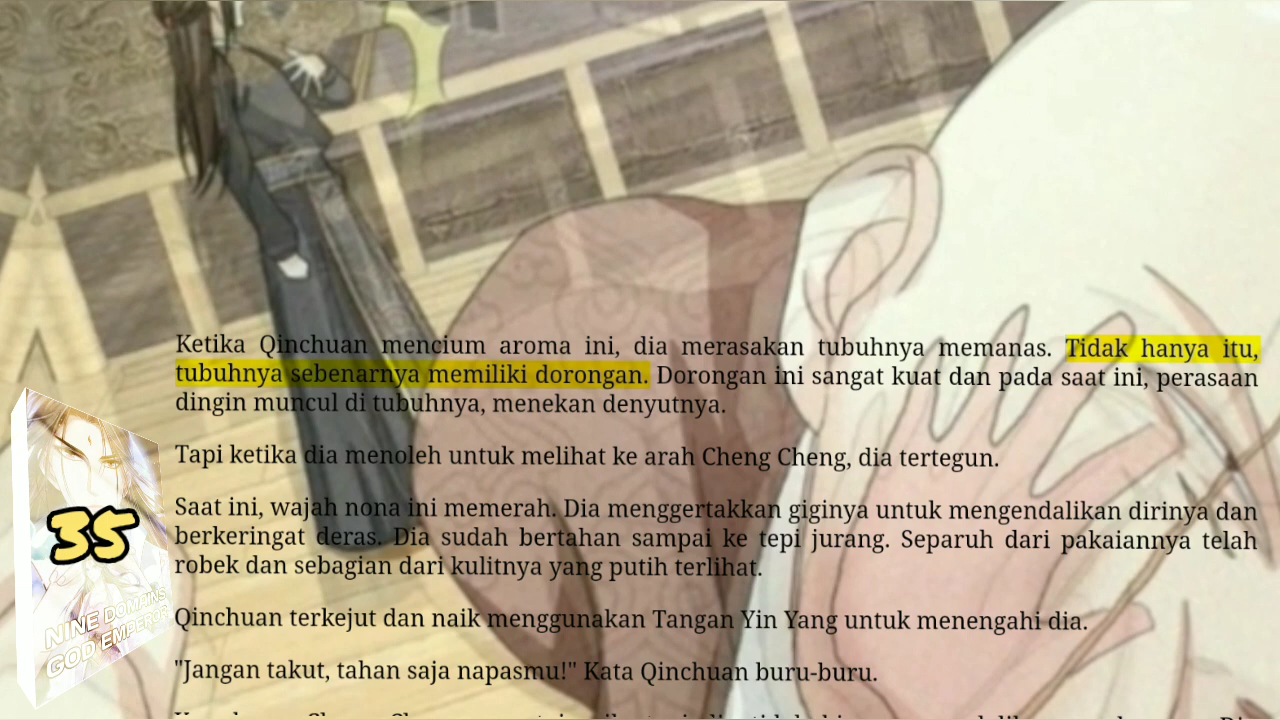 Ketika Qinchuan mencium aroma ini, dia merasakan tubuhnya memanas. Tidak hanya itu,
tubuhnya sebenarnya memiliki dorongan. Dorongan ini sangat kuat dan pada saat ini, perasaan
dingin muncul di tubuhnya, menekan denyutnya.
Tapi ketika dia menoleh untuk melihat ke arah Cheng Cheng, dia tertegun.
Saat ini, wajah nona ini memerah. Dia menggertakkan giginya untuk mengendalikan dirinya dan
berkeringat deras. Dia sudah bertahan sampai ke tepi jurang. Separuh dari pakaiannya telah
robek dan sebagian dari kulitnya yang putih terlihat.
Qinchuan terkejut dan naik menggunakan Tangan Yin Yang untuk menengahi dia.
"Jangan takut, tahan saja napasmu!" Kata Qinchuan buru-buru.
35
NINE DOMAINS
GOD EMPEROR